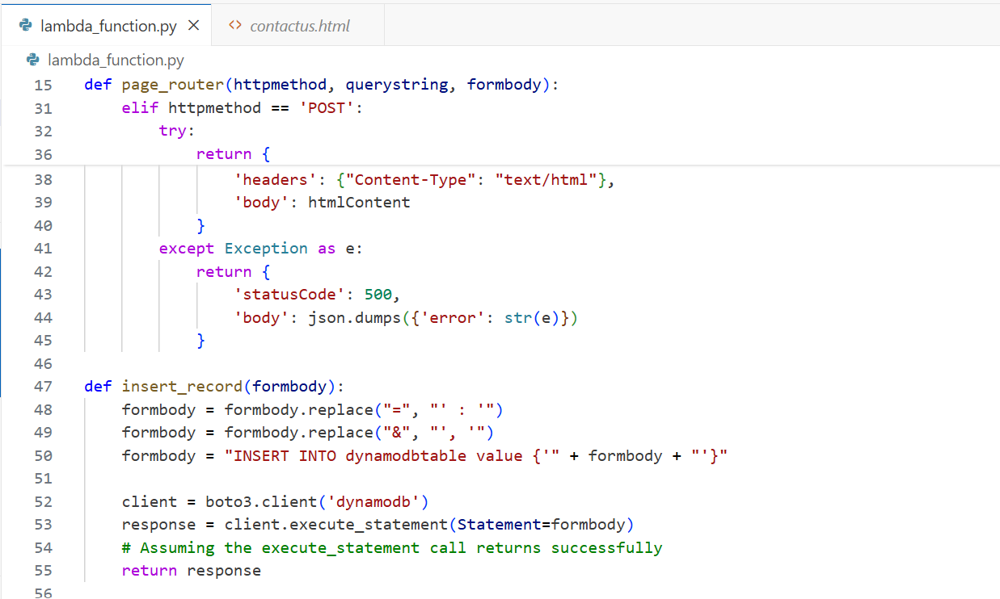 lambda_function.py
contactus.html
lambda_function.py
15 def page_router(httpmethod, querystring, formbody):
31 elif httpmethod == 'POST':
32 try:
36 return {
38 'headers': {"Content-Type": "text/html"},
39 'body': htmlContent
40 }
41 except Exception as e:
42 return {
43 'statusCode': 500,
44 'body': json.dumps({'error': str(e)})
45 }
46
47 def insert_record(formbody):
48 formbody = formbody.replace("=", "' : '")
49 formbody = formbody.replace("&", "', '")
50 formbody = "INSERT INTO dynamodbtable value {'" + formbody + "'}"
51
52 client = boto3.client('dynamodb')
53 response = client.execute_statement(Statement=formbody)
54 # Assuming the execute_statement call returns successfully
55 return response
56